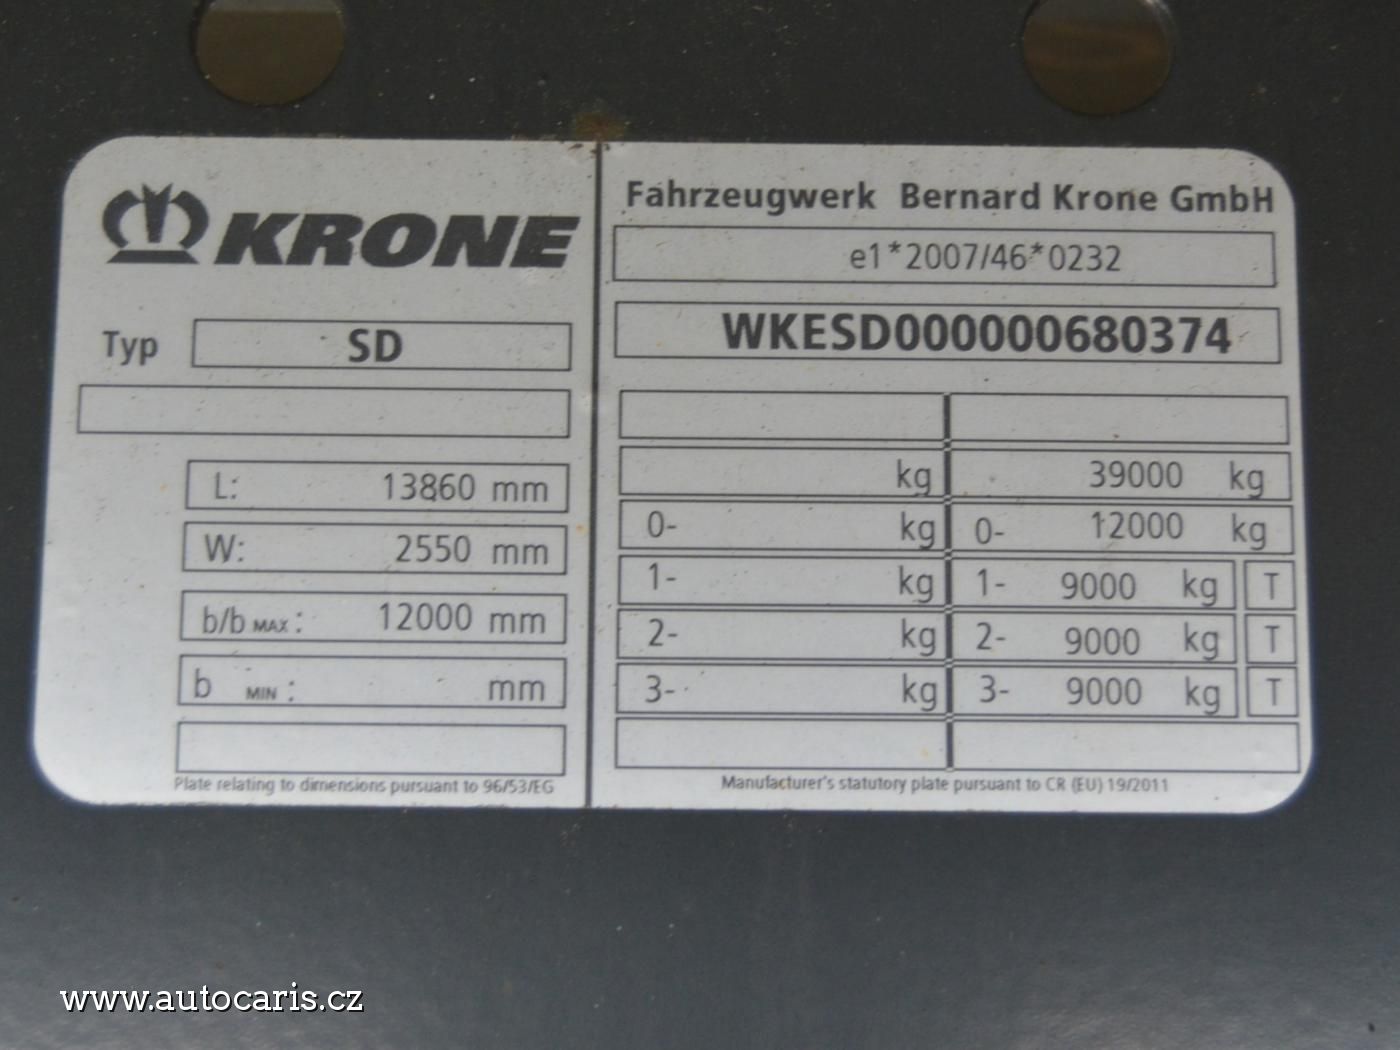 KRONE
Typ SD
L: 13860 mm
W: 2550 mm
b/b MAX : 12000 mm
b MIN : mm
Plate relating to dimensions pursuant to 96/53/EG
Fahrzeugwerk Bernard Krone GmbH
e1*2007/46*0232
WKESD000000680374
kg 39000 kg
0- kg 0- 12000 kg
1- kg 1- 9000 kg T
2- kg 2- 9000 kg T
3- kg 3- 9000 kg T
Manufacturer's statutory plate pursuant to CR (EU) 19/2011
www.autocaris.cz